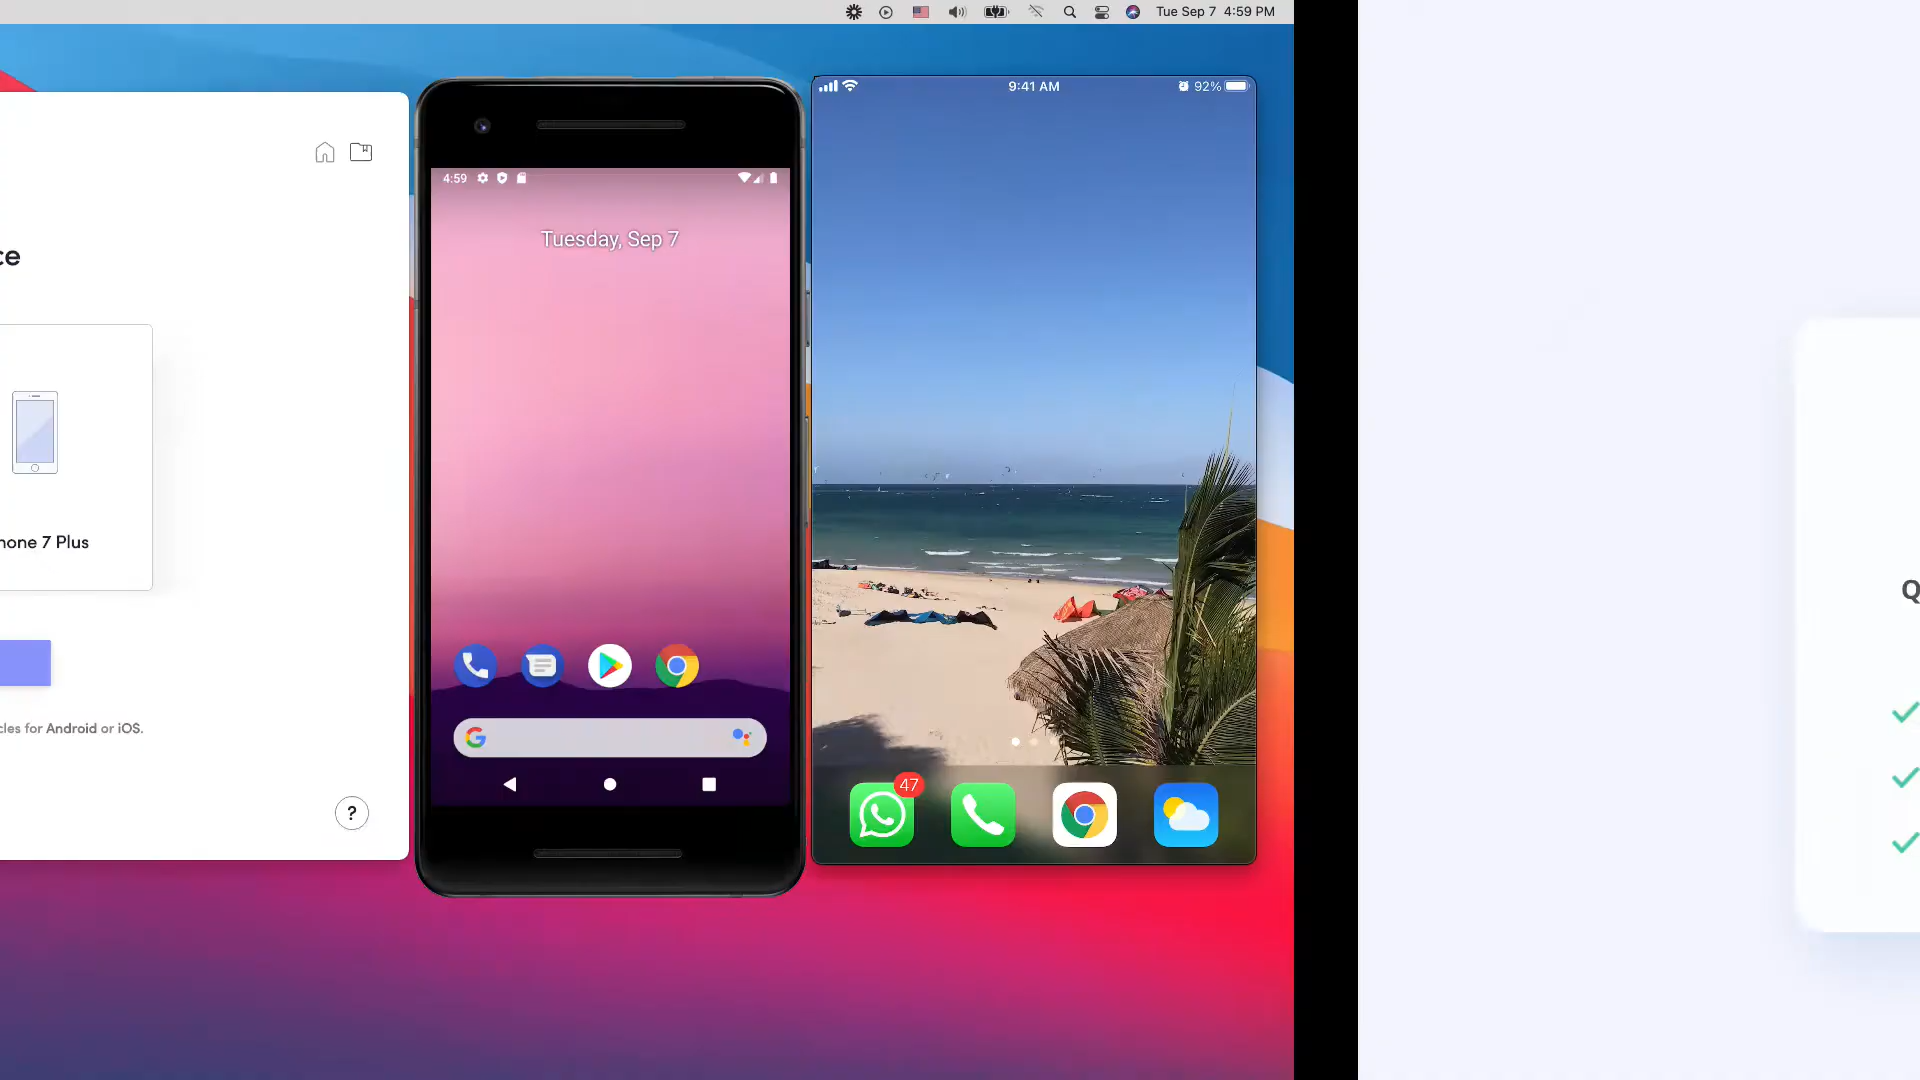 Tue Sep 7 4:59 PM
9:41 AM
92%
4:59
Tuesday, Sep 7
ce
hone 7 Plus
cles for Android or iOS.
?
47
Q